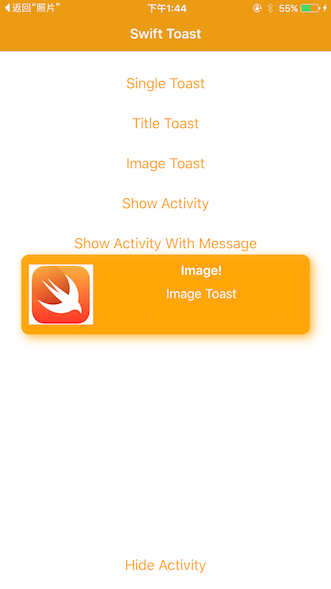 返回"照片" 下午1:44 55%
Swift Toast
Single Toast
Title Toast
Image Toast
Show Activity
Show Activity With Message
Image!
Image Toast
Hide Activity